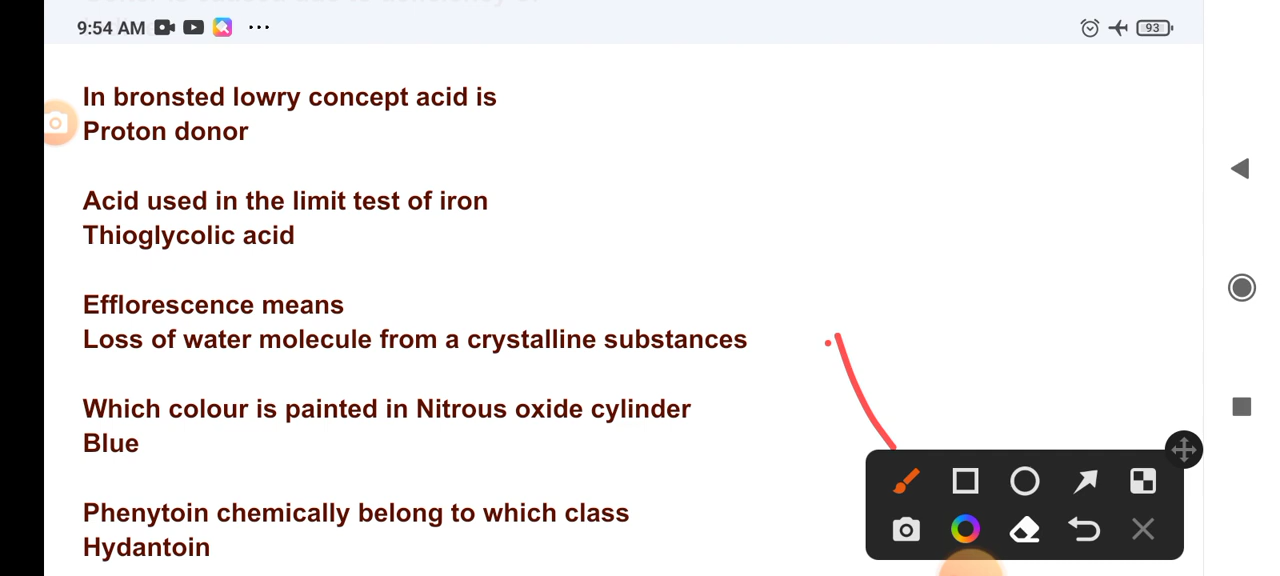 9:54 AM
93
In bronsted lowry concept acid is
Proton donor
Acid used in the limit test of iron
Thioglycolic acid
Efflorescence means
Loss of water molecule from a crystalline substances
Which colour is painted in Nitrous oxide cylinder
Blue
Phenytoin chemically belong to which class
Hydantoin